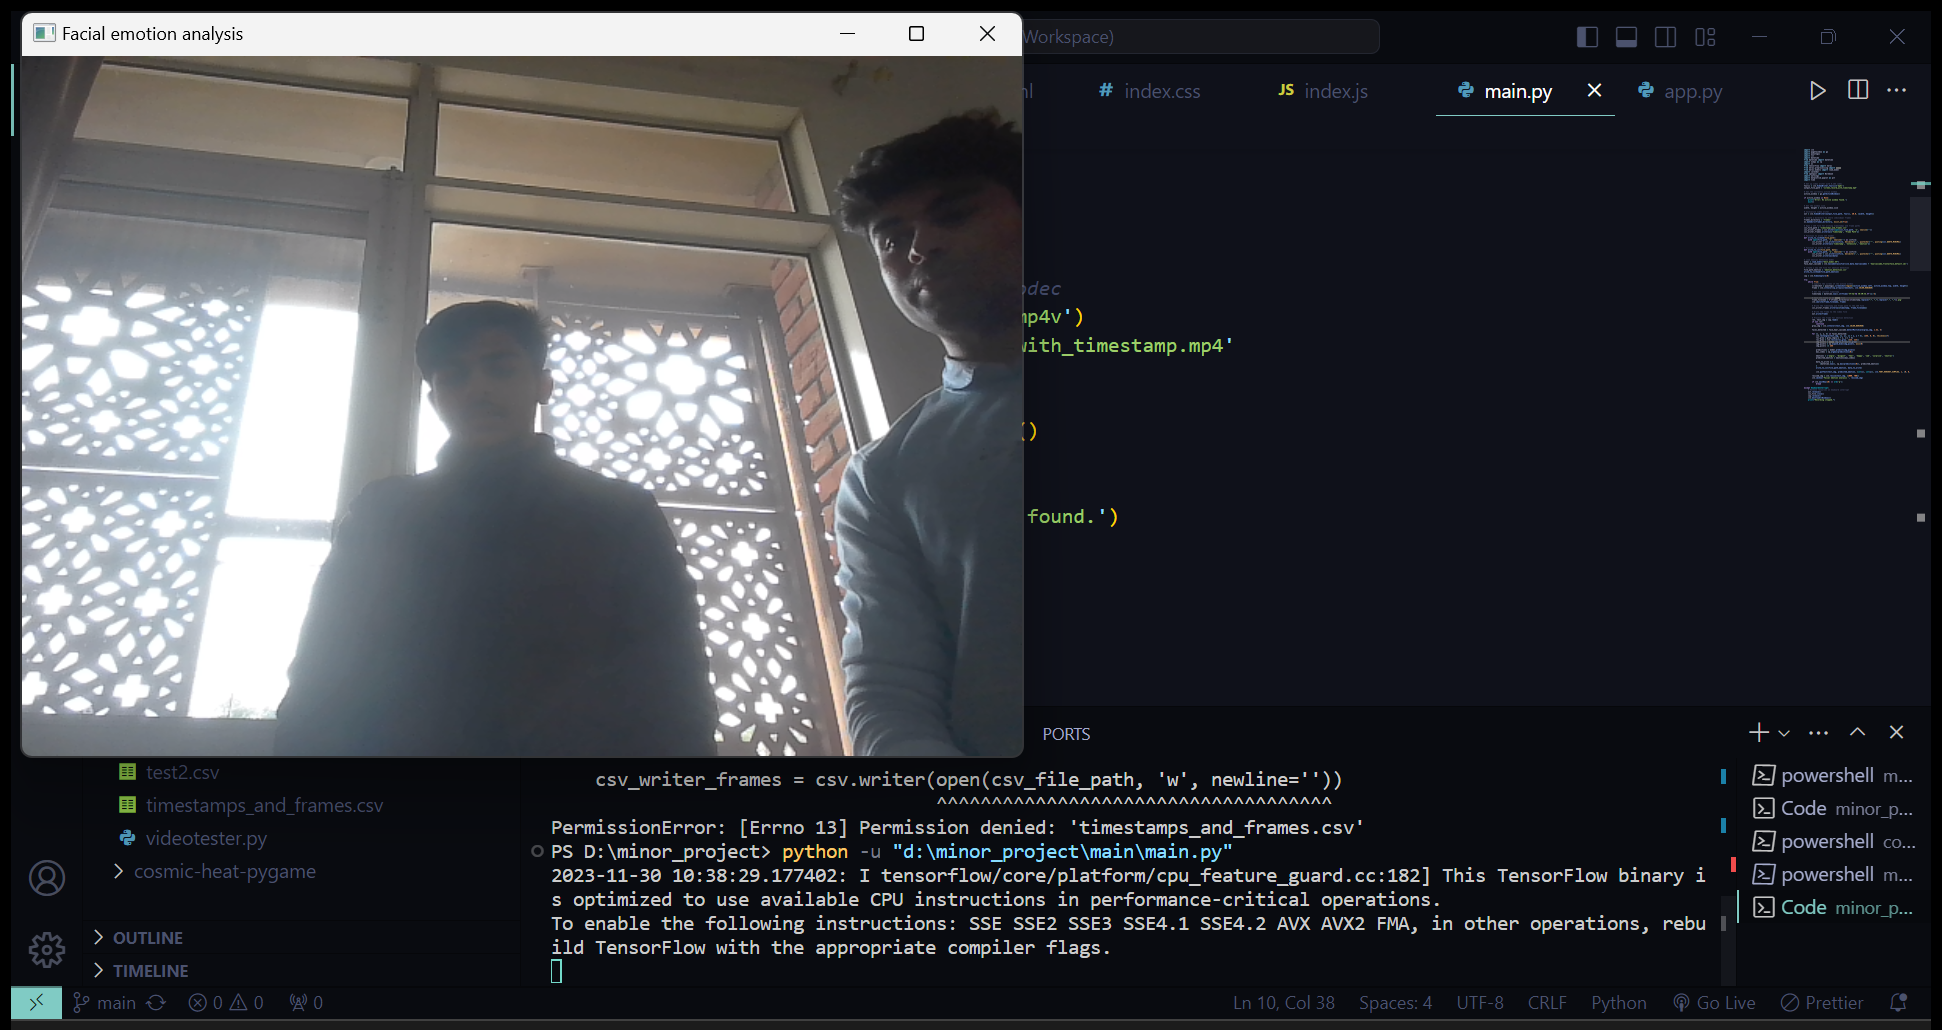 Facial emotion analysis
Workspace)
index.css
JS index.js
main.py
app.py
odec
mp4v')
with_timestamp.mp4'
()
found.')
PORTS
test2.csv
timestamps_and_frames.csv
videotester.py
cosmic-heat-pygame
OUTLINE
TIMELINE
csv_writer_frames = csv.writer(open(csv_file_path, 'w', newline=''))
^^^^^^^^^^^^^^^^^^^^^^^^^^^^^^^^^^^^
PermissionError: [Errno 13] Permission denied: 'timestamps_and_frames.csv'
PS D:\minor_project> python -u "d:\minor_project\main\main.py"
2023-11-30 10:38:29.177402: I tensorflow/core/platform/cpu_feature_guard.cc:182] This TensorFlow binary i
s optimized to use available CPU instructions in performance-critical operations.
To enable the following instructions: SSE SSE2 SSE3 SSE4.1 SSE4.2 AVX AVX2 FMA, in other operations, rebu
ild TensorFlow with the appropriate compiler flags.
powershell m...
Code minor_p...
powershell co...
powershell m...
Code minor_p...
main 0 0 0
Ln 10, Col 38 Spaces: 4 UTF-8 CRLF Python Go Live Prettier